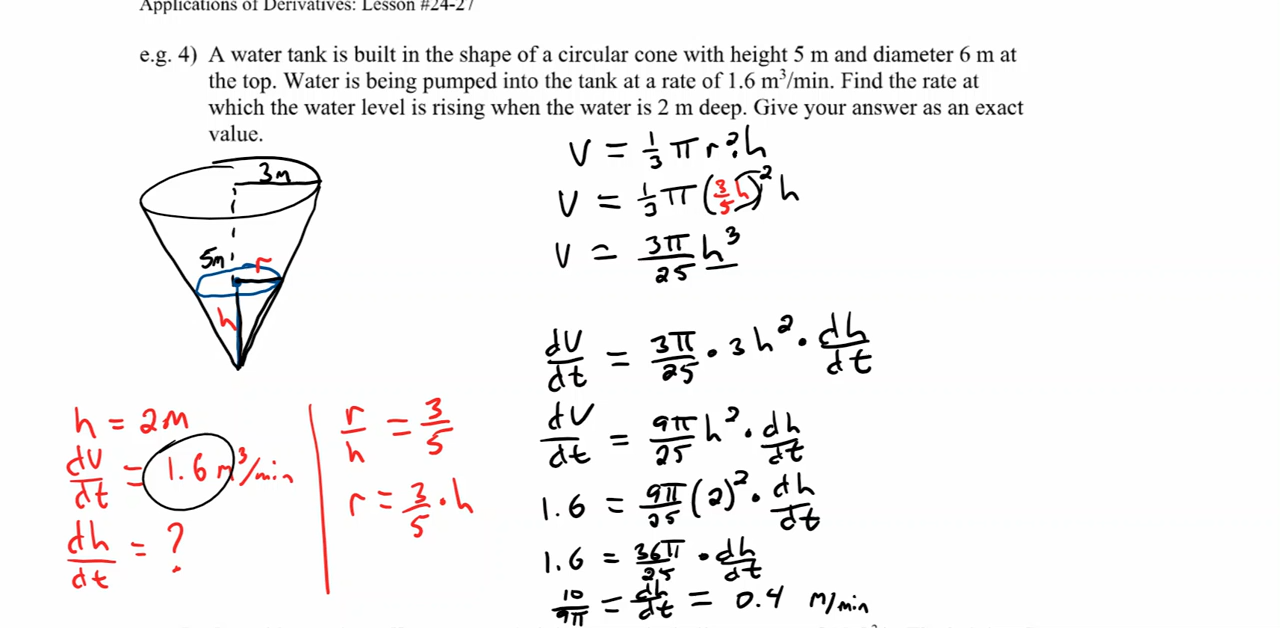 Applications of Derivatives: Lesson #24-27
e.g. 4) A water tank is built in the shape of a circular cone with height 5 m and diameter 6 m at
the top. Water is being pumped into the tank at a rate of 1.6 m³/min. Find the rate at
which the water level is rising when the water is 2 m deep. Give your answer as an exact
value.
3m
5m
r
h
h = 2m
dV/dt = 1.6 m³/min
dh/dt = ?
r/h = 3/5
r = 3/5 • h
V = 1/3 π r² • h
V = 1/3 π (3/5 h)² h
V = 3π/25 h³
dV/dt = 3π/25 • 3h² • dh/dt
dV/dt = 9π/25 h² • dh/dt
1.6 = 9π/25 (2)² • dh/dt
1.6 = 36π/25 • dh/dt
10/9π = dh/dt = 0.4 m/min